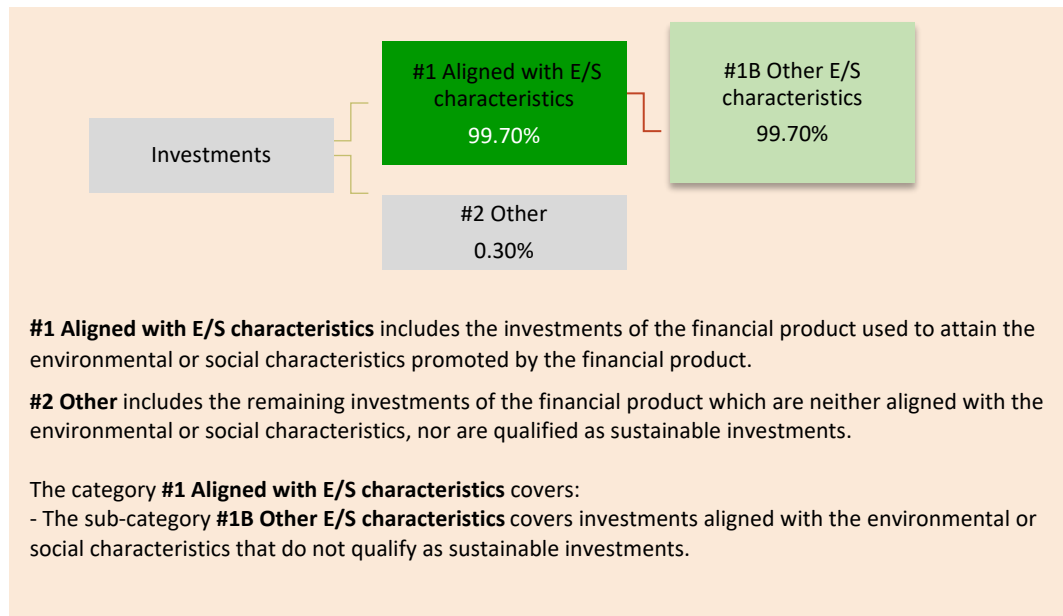 #1 Aligned with E/S
characteristics
99.70%
#1B Other E/S
characteristics
99.70%
Investments
#2 Other
0.30%
#1 Aligned with E/S characteristics includes the investments of the financial product used to attain the
environmental or social characteristics promoted by the financial product.
#2 Other includes the remaining investments of the financial product which are neither aligned with the
environmental or social characteristics, nor are qualified as sustainable investments.
The category #1 Aligned with E/S characteristics covers:
- The sub-category #1B Other E/S characteristics covers investments aligned with the environmental or
social characteristics that do not qualify as sustainable investments.